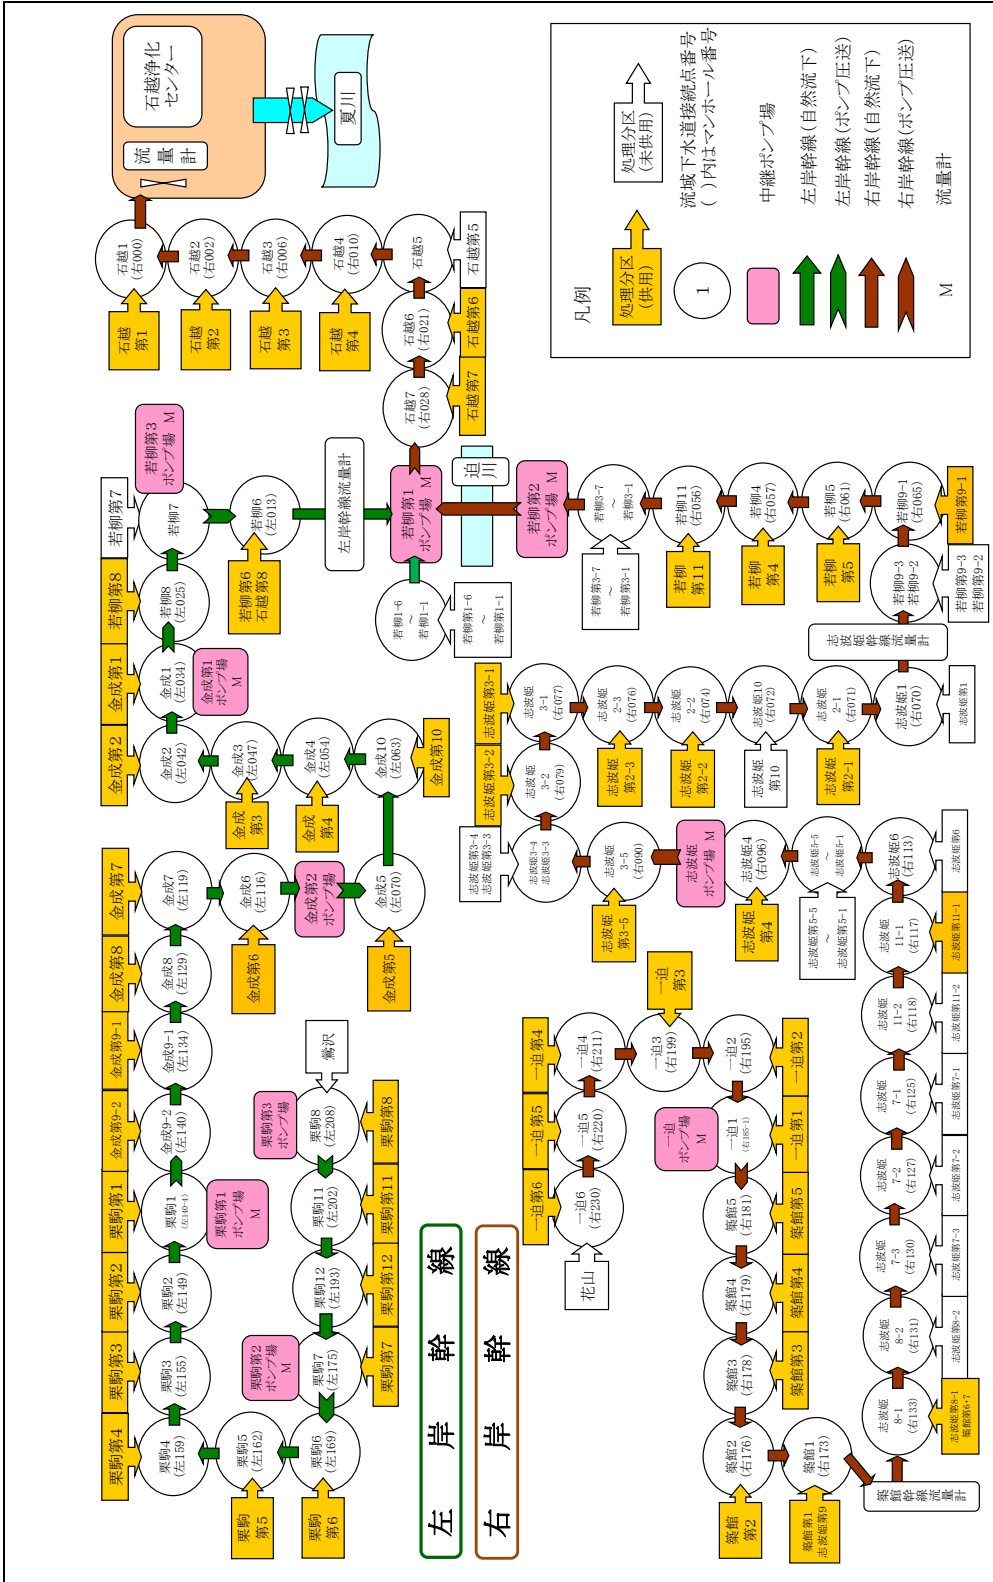 石越浄化
センター
流量計
夏川
石越1
(右000)
石越2
(右002)
石越3
(右006)
石越4
(右010)
石越5
石越6
(右021)
石越7
(右028)
石越
第1
石越
第2
石越
第3
石越
第4
石越第5
石越第6
石越第7
凡例
処理分区
(供用)
処理分区
(未供用)
1
流域下水道接続点番号
( )内はマンホール番号
中継ポンプ場
左岸幹線(自然流下)
左岸幹線(ポンプ圧送)
右岸幹線(自然流下)
右岸幹線(ポンプ圧送)
M
流量計
若柳第7
若柳第3
ポンプ場 M
若柳7
若柳第8
若柳8
(左025)
若柳6
(左013)
若柳第6
石越第8
左岸幹線流量計
若柳第1
ポンプ場 M
迫川
若柳第2
ポンプ場 M
若柳1-6
～
若柳1-1
若柳第1-6
～
若柳第1-1
若柳3-7
～
若柳3-1
若柳第3-7
～
若柳第3-1
若柳11
(右056)
若柳
第11
若柳4
(右057)
若柳
第4
若柳5
(右061)
若柳
第5
若柳9-1
(右065)
若柳第9-1
若柳9-3
若柳9-2
若柳第9-3
若柳第9-2
志波姫
幹線流量計
金成第1
金成1
(左034)
金成第1
ポンプ場
M
金成第2
金成2
(左042)
金成3
(左047)
金成
第3
金成4
(左054)
金成
第4
金成10
(左063)
金成第10
金成5
(左070)
金成第5
金成第2
ポンプ場
金成6
(左116)
金成第6
金成第7
金成7
(左119)
金成第8
金成8
(左129)
金成第9-1
金成9-1
(左134)
金成第9-2
金成9-2
(左140)
栗駒第1
栗駒1
(左140-4)
栗駒第1
ポンプ場
M
栗駒第2
栗駒2
(左149)
栗駒第3
栗駒3
(左155)
栗駒第4
栗駒4
(左159)
栗駒5
(左162)
栗駒
第5
栗駒6
(左169)
栗駒
第6
栗駒7
(左175)
栗駒第7
栗駒第2
ポンプ場
M
栗駒12
(左193)
栗駒第12
栗駒11
(左202)
栗駒第11
栗駒8
(左208)
栗駒第8
栗駒第3
ポンプ場
鶯沢
志波姫1
(右070)
志波姫第1
志波姫
2-1
(右071)
志波姫
第2-1
志波姫10
(右072)
志波姫
第10
志波姫
2-2
(右074)
志波姫
第2-2
志波姫
2-3
(右076)
志波姫
第2-3
志波姫
3-1
(右077)
志波姫第3-1
志波姫
3-2
(右079)
志波姫第3-2
志波姫3-4
志波姫3-3
志波姫第3-4
志波姫第3-3
志波姫
3-5
(右090)
志波姫
第3-5
志波姫
ポンプ場 M
志波姫4
(右096)
志波姫
第4
志波姫5-5
～
志波姫5-1
志波姫第5-5
～
志波姫第5-1
志波姫6
(右113)
志波姫第6
志波姫
11-1
(右117)
志波姫第11-1
志波姫
11-2
(右118)
志波姫第11-2
志波姫
7-1
(右125)
志波姫第7-1
志波姫
7-2
(右127)
志波姫第7-2
志波姫
7-3
(右130)
志波姫第7-3
志波姫
8-2
(右131)
志波姫第8-2
志波姫
8-1
(右133)
志波姫第8-1
築館第6・7
築館
幹線流量計
築館1
(右173)
築館第1
志波姫第9
築館2
(右176)
築館
第2
築館3
(右178)
築館第3
築館4
(右179)
築館第4
築館5
(右181)
築館第5
一迫1
(右185-1)
一迫第1
一迫
ポンプ場
M
一迫2
(右195)
一迫第2
一迫3
(右199)
一迫
第3
一迫4
(右211)
一迫第4
一迫5
(右220)
一迫第5
一迫6
(右230)
一迫第6
花山
左岸幹線
右岸幹線